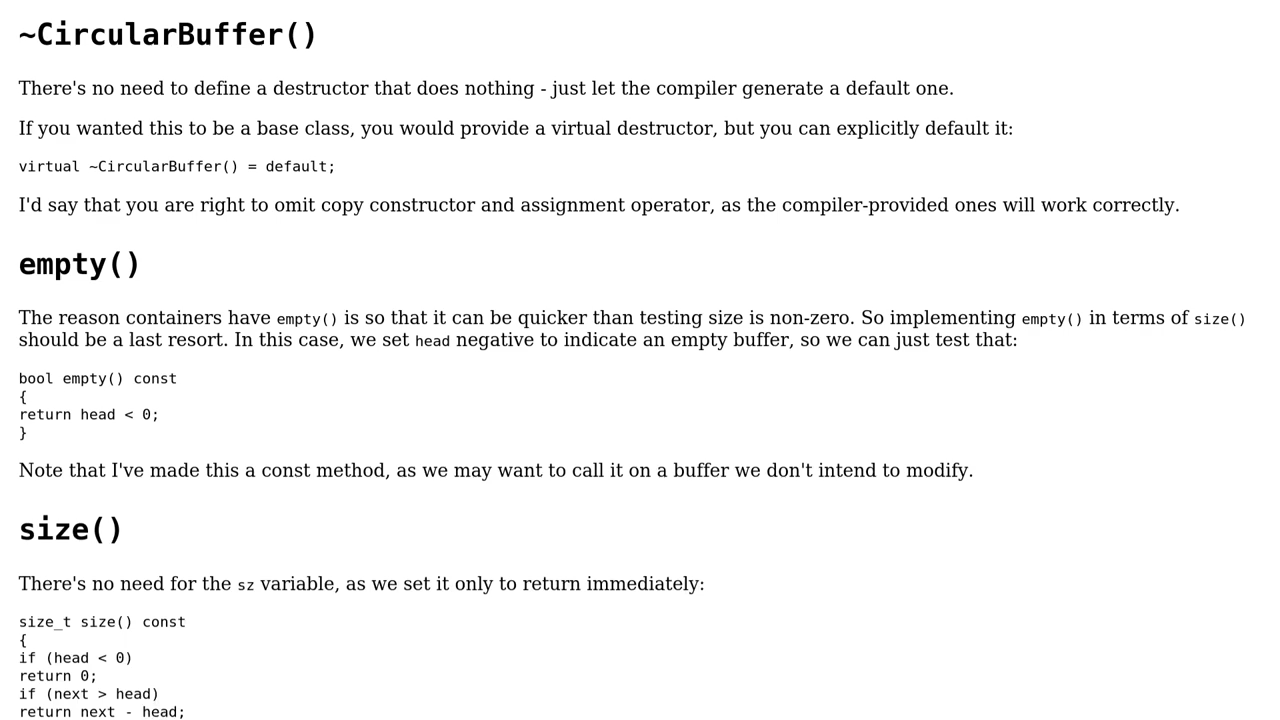 ~CircularBuffer()
There's no need to define a destructor that does nothing - just let the compiler generate a default one.
If you wanted this to be a base class, you would provide a virtual destructor, but you can explicitly default it:
virtual ~CircularBuffer() = default;
I'd say that you are right to omit copy constructor and assignment operator, as the compiler-provided ones will work correctly.
empty()
The reason containers have empty() is so that it can be quicker than testing size is non-zero. So implementing empty() in terms of size()
should be a last resort. In this case, we set head negative to indicate an empty buffer, so we can just test that:
bool empty() const
{
return head < 0;
}
Note that I've made this a const method, as we may want to call it on a buffer we don't intend to modify.
size()
There's no need for the sz variable, as we set it only to return immediately:
size_t size() const
{
if (head < 0)
return 0;
if (next > head)
return next - head;